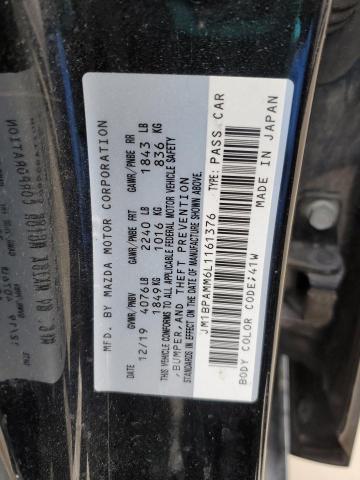 MFD. BY MAZDA MOTOR CORPORATION
DATE GVWR/PNBV GAWR/PNBE FRT GAWR/PNBE RR
12/19 4076 LB 2240 LB 1843 LB
1849 KG 1016 KG 836 KG
THIS VEHICLE CONFORMS TO ALL APPLICABLE FEDERAL MOTOR VEHICLE SAFETY
, BUMPER, AND THEFT PREVENTION
STANDARDS IN EFFECT ON THE DATE OF MANUFACTURE SHOWN ABOVE.
JM1BPAMM6L1161376 TYPE: PASS. CAR
BODY COLOR CODE: 41W MADE IN JAPAN